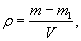 ρ = (m − m₁)/V,